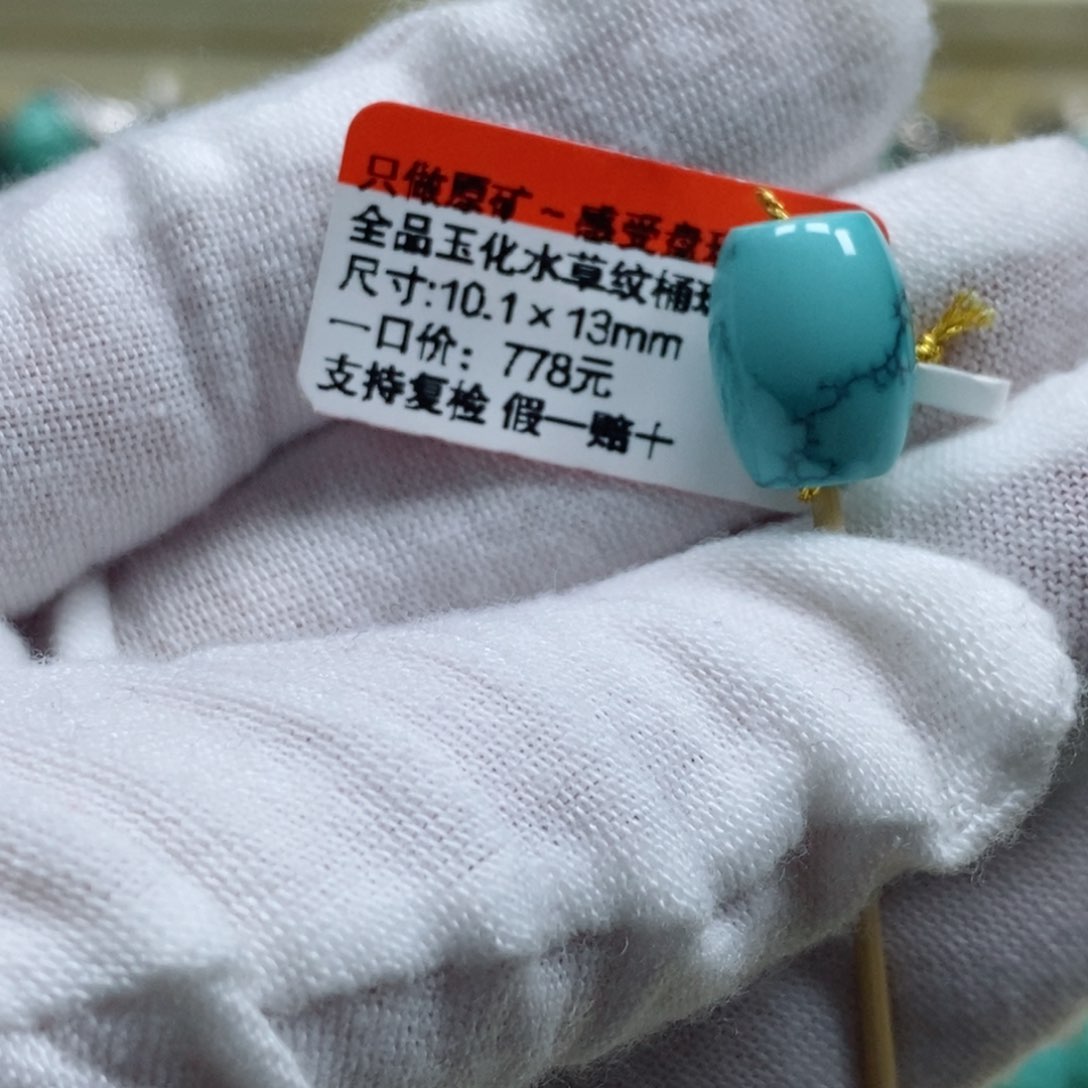 只做原矿~感受盘
全品玉化水草纹桶
尺寸:10.1×13mm
一口价：778元
支持复检 假一赔十